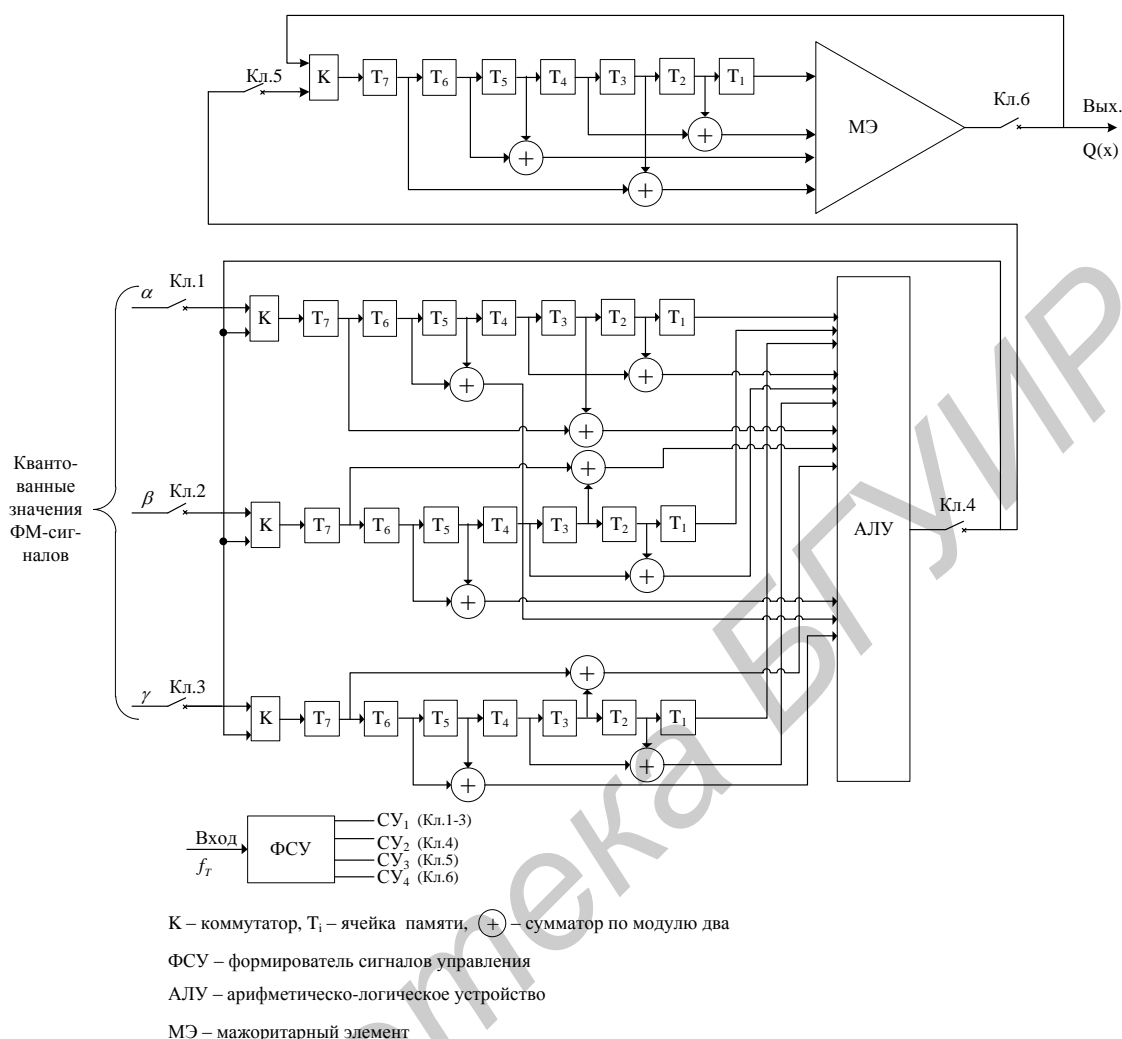 Кл.5
K
T7
T6
T5
T4
T3
T2
T1
+
+
+
МЭ
Кл.6
Вых.
Q(x)
Кванто-
ванные
значения
ФМ-сиг-
налов
α
Кл.1
K
T7
T6
T5
T4
T3
T2
T1
+
+
+
β
Кл.2
K
T7
T6
T5
T4
T3
T2
T1
+
+
+
γ
Кл.3
K
T7
T6
T5
T4
T3
T2
T1
+
+
+
АЛУ
Кл.4
Вход
fT
ФСУ
СУ1 (Кл.1-3)
СУ2 (Кл.4)
СУ3 (Кл.5)
СУ4 (Кл.6)
K – коммутатор, Ti – ячейка памяти, + – сумматор по модулю два
ФСУ – формирователь сигналов управления
АЛУ – арифметическо-логическое устройство
МЭ – мажоритарный элемент
отека БГУИР